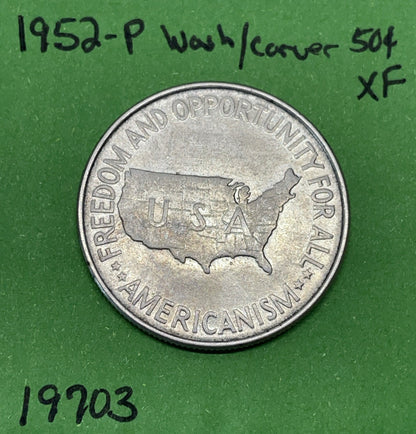 1952-P Wash/Carver 50¢
XF
FREEDOM AND OPPORTUNITY FOR ALL
U.S.A
AMERICANISM
19703